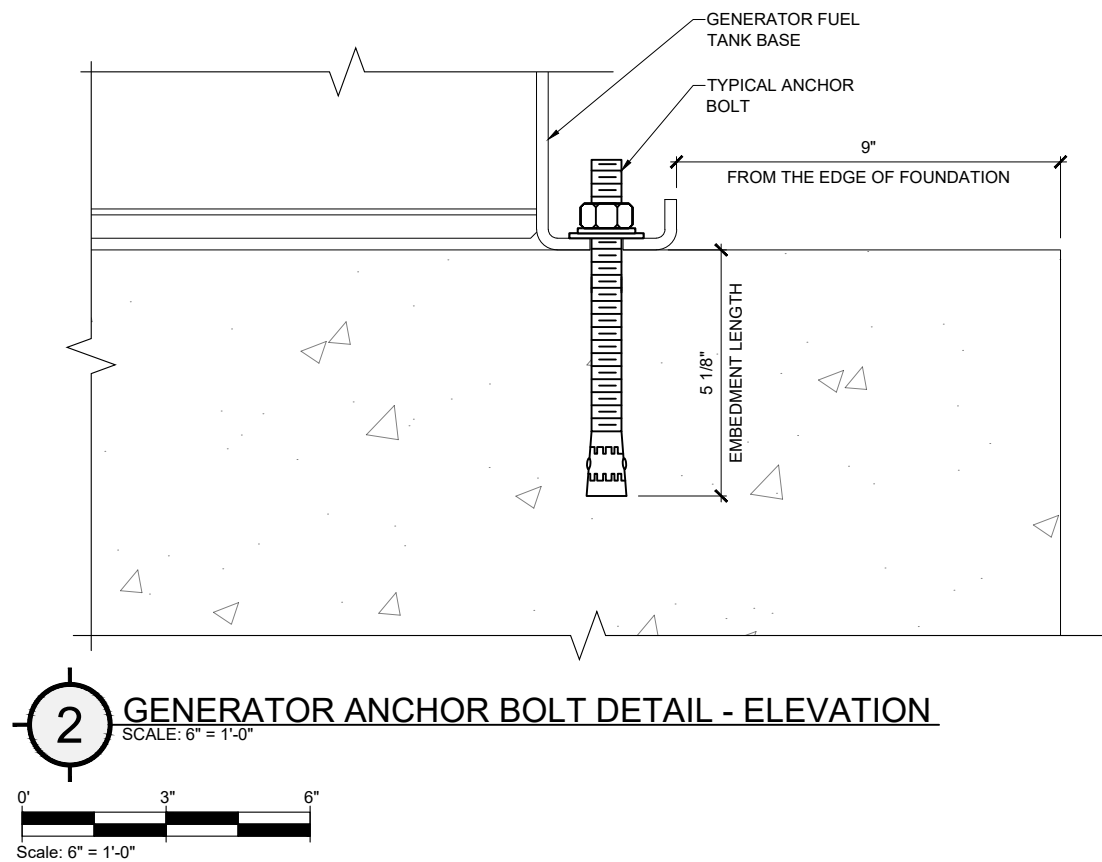 GENERATOR FUEL
TANK BASE
TYPICAL ANCHOR
BOLT
9"
FROM THE EDGE OF FOUNDATION
5 1/8"
EMBEDMENT LENGTH
2
GENERATOR ANCHOR BOLT DETAIL - ELEVATION
SCALE: 6" = 1'-0"
0' 3" 6"
Scale: 6" = 1'-0"